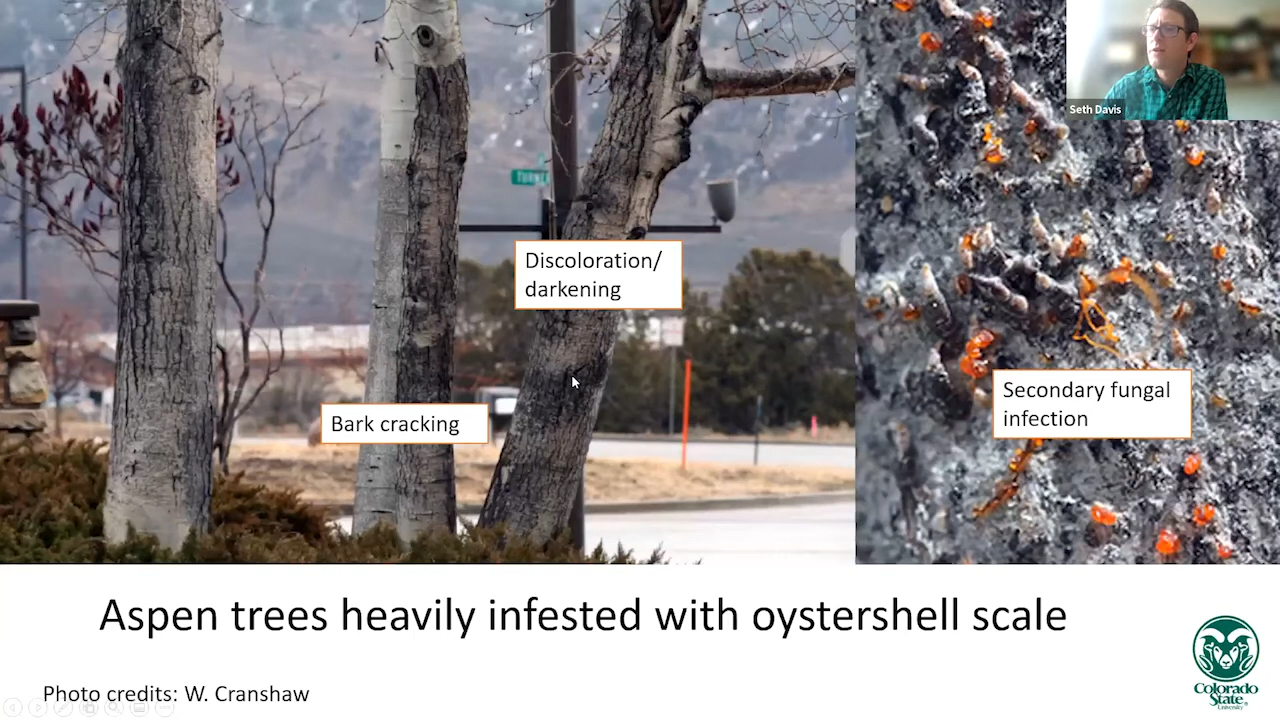 Seth Davis
TURNE
Discoloration/
darkening
Bark cracking
Secondary fungal
infection
Aspen trees heavily infested with oystershell scale
Photo credits: W. Cranshaw
Colorado
State
University